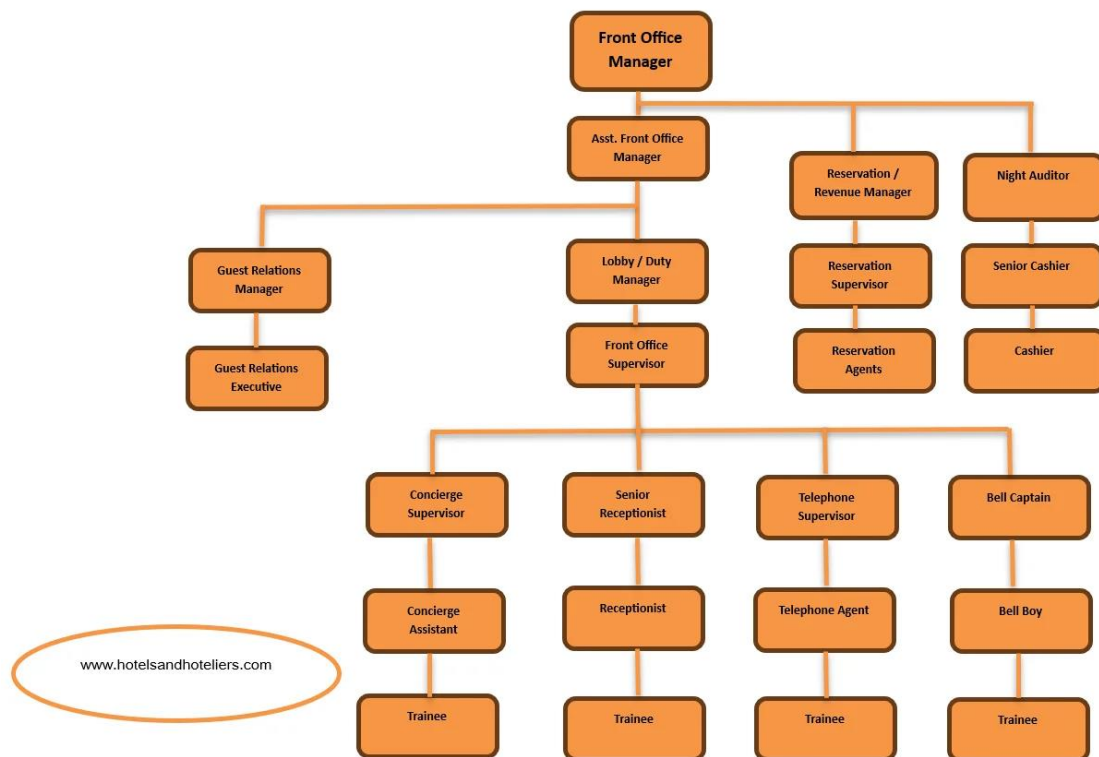 Front Office
Manager
Asst. Front Office
Manager
Reservation /
Revenue Manager
Night Auditor
Guest Relations
Manager
Lobby / Duty
Manager
Reservation
Supervisor
Senior Cashier
Guest Relations
Executive
Front Office
Supervisor
Reservation
Agents
Cashier
Concierge
Supervisor
Senior
Receptionist
Telephone
Supervisor
Bell Captain
Concierge
Assistant
Receptionist
Telephone Agent
Bell Boy
www.hotelsandhoteliers.com
Trainee
Trainee
Trainee
Trainee